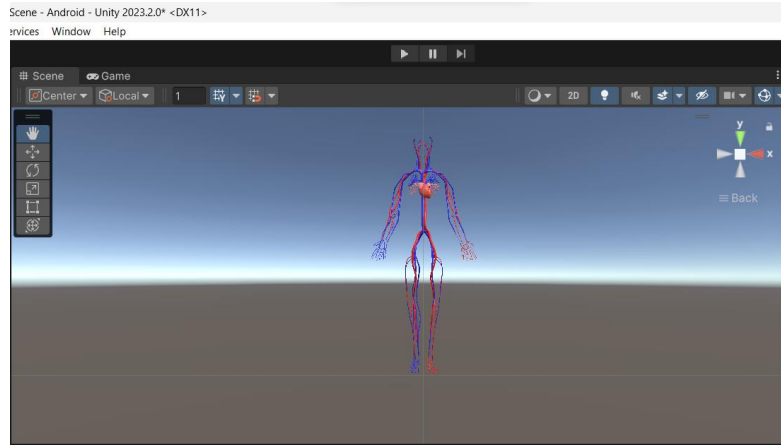 Scene - Android - Unity 2023.2.0* <DX11>
ervices Window Help
Scene Game
Center Local 1 2D
y
x
Back